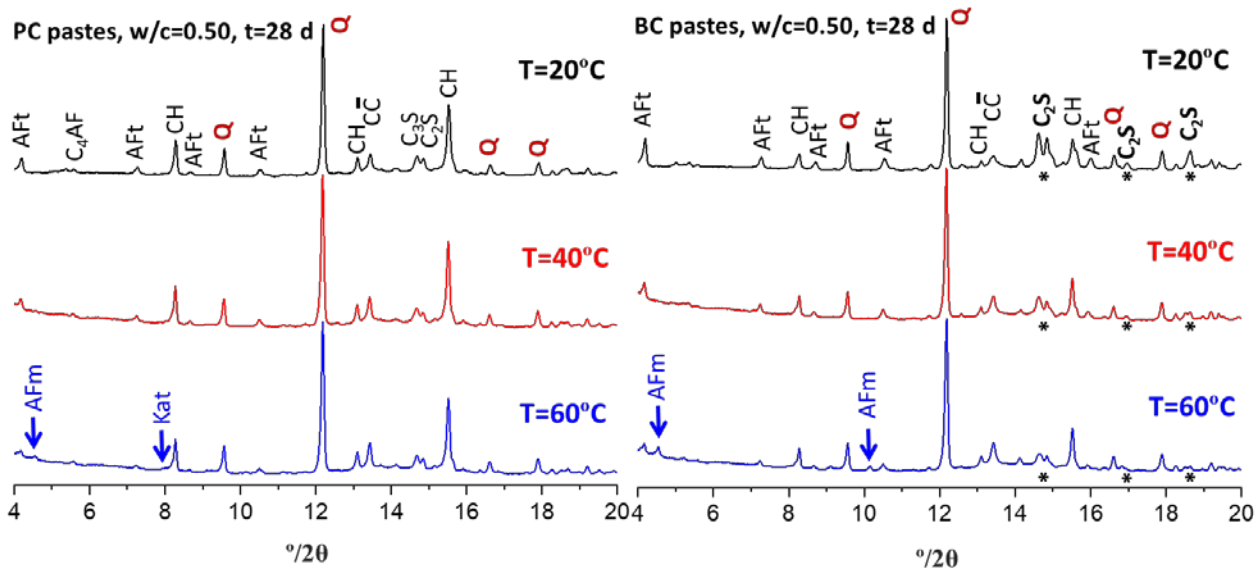 PC pastes, w/c=0.50, t=28 d
Q
T=20°C
AFt
C₄AF
AFt
CH
AFt
Q
AFt
CH
CC̄
C₃S
C₂S
CH
Q
Q
T=40°C
AFm
Kat
T=60°C
4 6 8 10 12 14 16 18 20
°/2θ
BC pastes, w/c=0.50, t=28 d
Q
T=20°C
AFt
AFt
CH
AFt
Q
AFt
CH
CC̄
C₂S
CH
AFt
Q
C₂S
Q
C₂S
* * *
T=40°C
* * *
AFm
AFm
T=60°C
* * *
4 6 8 10 12 14 16 18 20
°/2θ